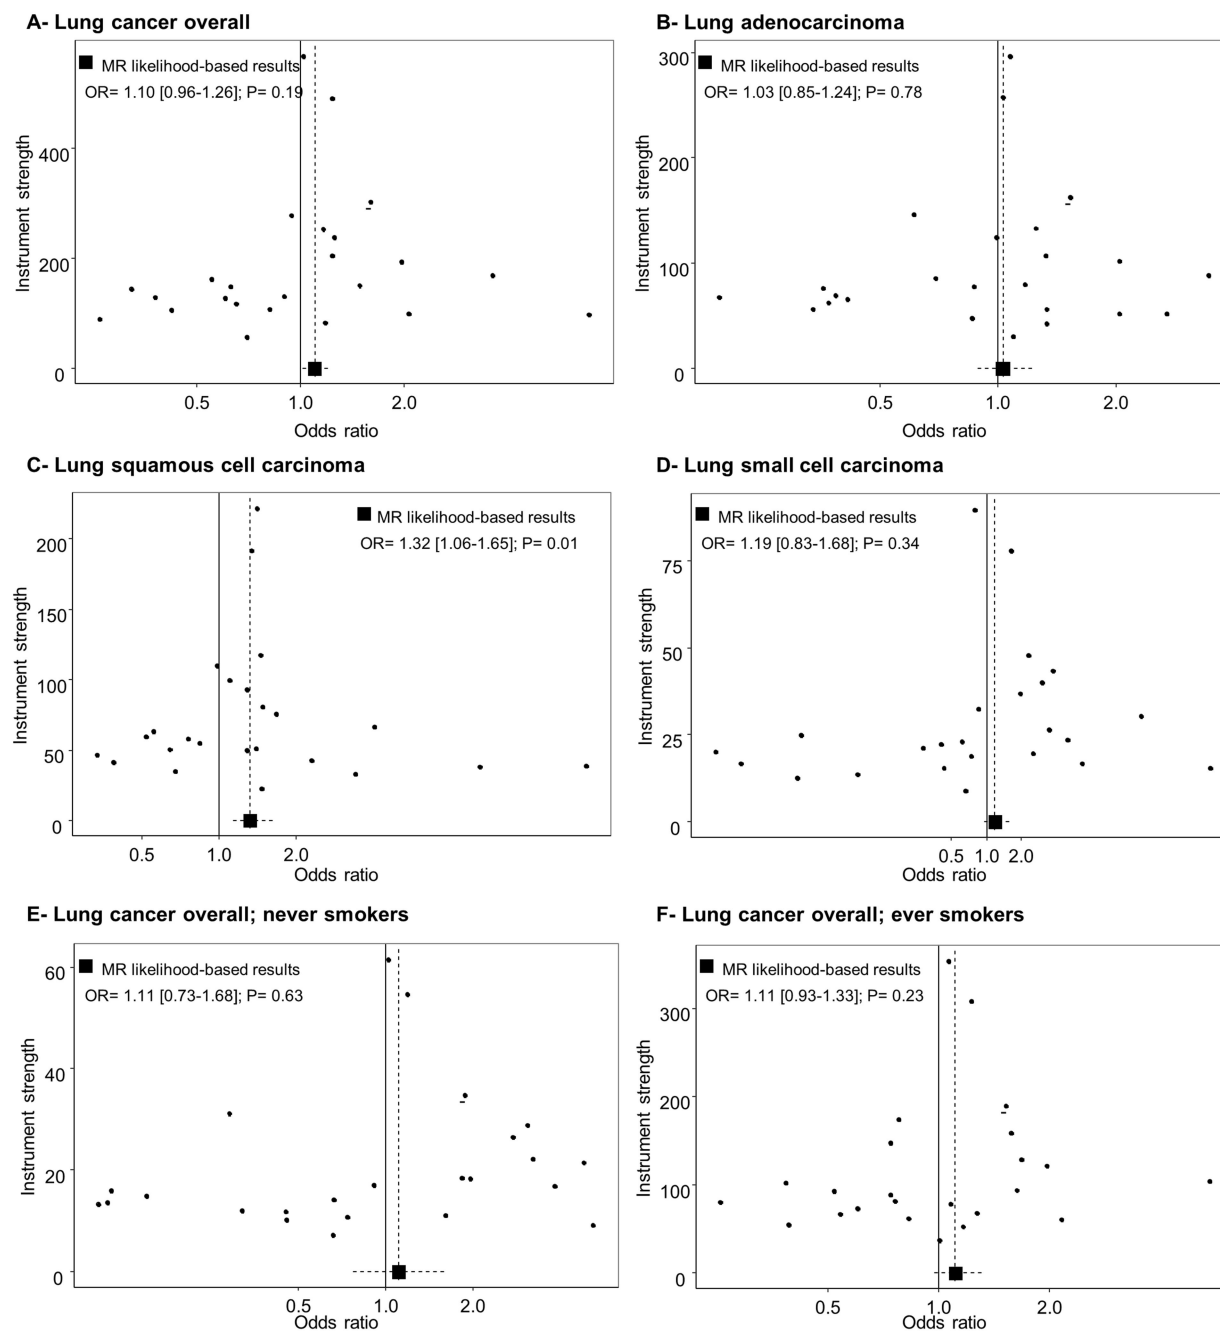 A- Lung cancer overall
MR likelihood-based results
OR= 1.10 [0.96-1.26]; P= 0.19
Instrument strength
400
200
0
0.5 1.0 2.0
Odds ratio
B- Lung adenocarcinoma
MR likelihood-based results
OR= 1.03 [0.85-1.24]; P= 0.78
Instrument strength
300
200
100
0
0.5 1.0 2.0
Odds ratio
C- Lung squamous cell carcinoma
MR likelihood-based results
OR= 1.32 [1.06-1.65]; P= 0.01
Instrument strength
200
150
100
50
0
0.5 1.0 2.0
Odds ratio
D- Lung small cell carcinoma
MR likelihood-based results
OR= 1.19 [0.83-1.68]; P= 0.34
Instrument strength
75
50
25
0
0.5 1.0 2.0
Odds ratio
E- Lung cancer overall; never smokers
MR likelihood-based results
OR= 1.11 [0.73-1.68]; P= 0.63
Instrument strength
60
40
20
0
0.5 1.0 2.0
Odds ratio
F- Lung cancer overall; ever smokers
MR likelihood-based results
OR= 1.11 [0.93-1.33]; P= 0.23
Instrument strength
300
200
100
0
0.5 1.0 2.0
Odds ratio